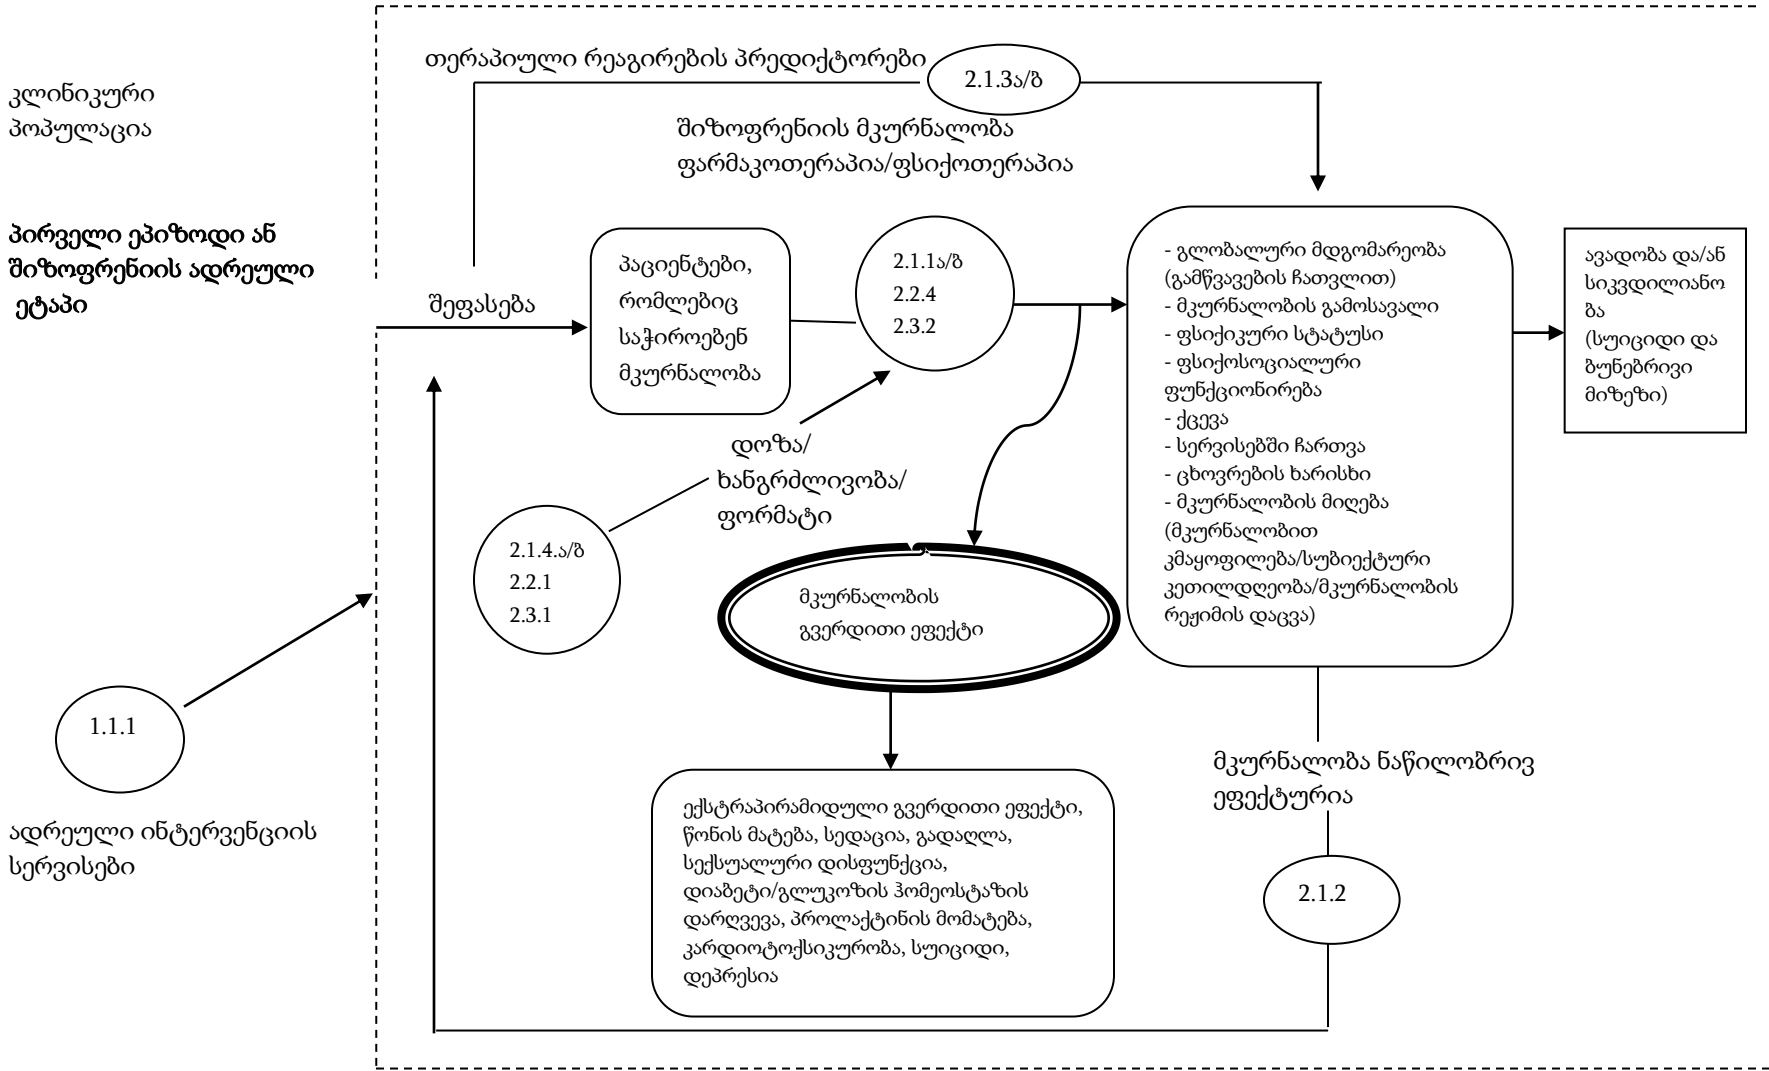 თერაპიული რეაგირების პრედიქტორები
2.1.3ა/ბ
კლინიკური
პოპულაცია
შიზოფრენიის მკურნალობა
ფარმაკოთერაპია/ფსიქოთერაპია
პირველი ეპიზოდი ან
შიზოფრენიის ადრეული
ეტაპი
შეფასება
პაციენტები,
რომლებიც
საჭიროებენ
მკურნალობა
2.1.1ა/ბ
2.2.4
2.3.2
- გლობალური მდგომარეობა
(გამწვავების ჩათვლით)
- მკურნალობის გამოსავალი
- ფსიქიკური სტატუსი
- ფსიქოსოციალური
ფუნქციონირება
- ქცევა
- სერვისებში ჩართვა
- ცხოვრების ხარისხი
- მკურნალობის მიღება
(მკურნალობით
კმაყოფილება/სუბიექტური
კეთილდღეობა/მკურნალობის
რეჟიმის დაცვა)
ავადობა და/ან
სიკვდილიანო
ბა
(სუიციდი და
ბუნებრივი
მიზეზი)
დოზა/
ხანგრძლივობა/
ფორმატი
2.1.4.ა/ბ
2.2.1
2.3.1
მკურნალობის
გვერდითი ეფექტი
1.1.1
ადრეული ინტერვენციის
სერვისები
ექსტრაპირამიდული გვერდითი ეფექტი,
წონის მატება, სედაცია, გადაღლა,
სექსუალური დისფუნქცია,
დიაბეტი/გლუკოზის ჰომეოსტაზის
დარღვევა, პროლაქტინის მომატება,
კარდიოტოქსიკურობა, სუიციდი,
დეპრესია
მკურნალობა ნაწილობრივ
ეფექტურია
2.1.2